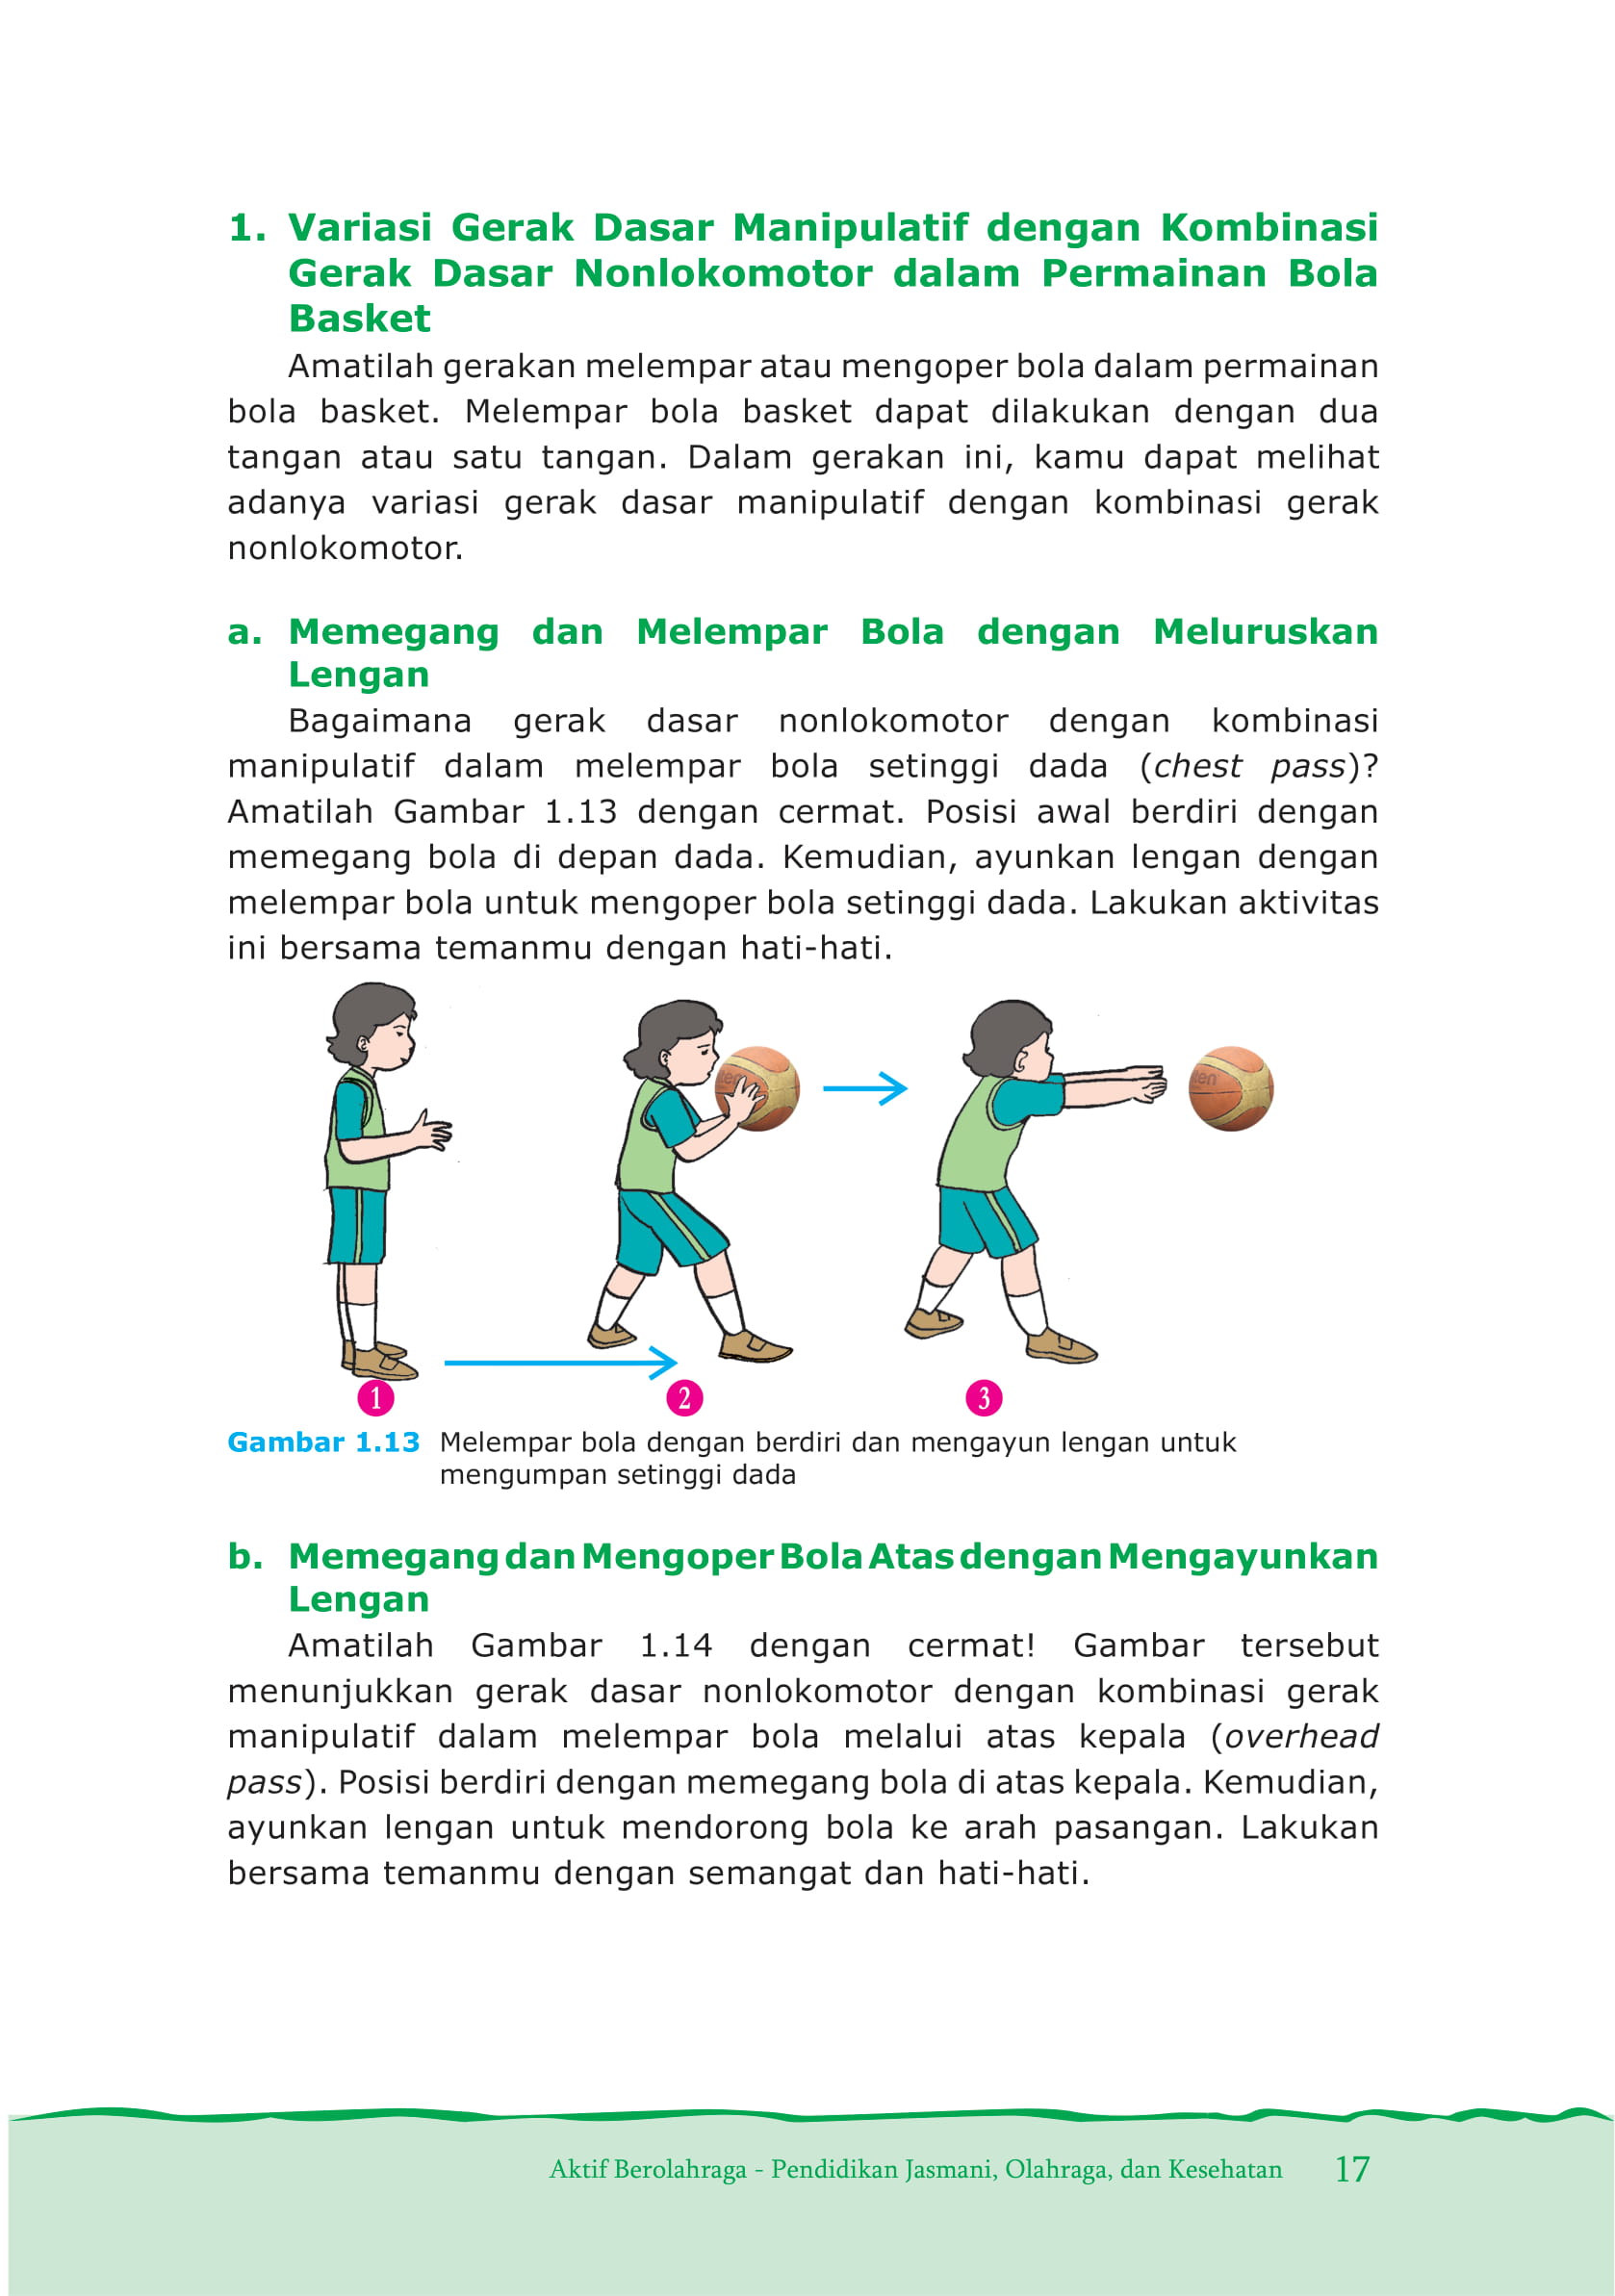 1. Variasi Gerak Dasar Manipulatif dengan Kombinasi
Gerak Dasar Nonlokomotor dalam Permainan Bola
Basket
Amatilah gerakan melempar atau mengoper bola dalam permainan
bola basket. Melempar bola basket dapat dilakukan dengan dua
tangan atau satu tangan. Dalam gerakan ini, kamu dapat melihat
adanya variasi gerak dasar manipulatif dengan kombinasi gerak
nonlokomotor.
a. Memegang dan Melempar Bola dengan Meluruskan
Lengan
Bagaimana gerak dasar nonlokomotor dengan kombinasi
manipulatif dalam melempar bola setinggi dada (chest pass)?
Amatilah Gambar 1.13 dengan cermat. Posisi awal berdiri dengan
memegang bola di depan dada. Kemudian, ayunkan lengan dengan
melempar bola untuk mengoper bola setinggi dada. Lakukan aktivitas
ini bersama temanmu dengan hati-hati.
1 2 3
Gambar 1.13 Melempar bola dengan berdiri dan mengayun lengan untuk
mengumpan setinggi dada
b. Memegang dan Mengoper Bola Atas dengan Mengayunkan
Lengan
Amatilah Gambar 1.14 dengan cermat! Gambar tersebut
menunjukkan gerak dasar nonlokomotor dengan kombinasi gerak
manipulatif dalam melempar bola melalui atas kepala (overhead
pass). Posisi berdiri dengan memegang bola di atas kepala. Kemudian,
ayunkan lengan untuk mendorong bola ke arah pasangan. Lakukan
bersama temanmu dengan semangat dan hati-hati.
Aktif Berolahraga - Pendidikan Jasmani, Olahraga, dan Kesehatan 17